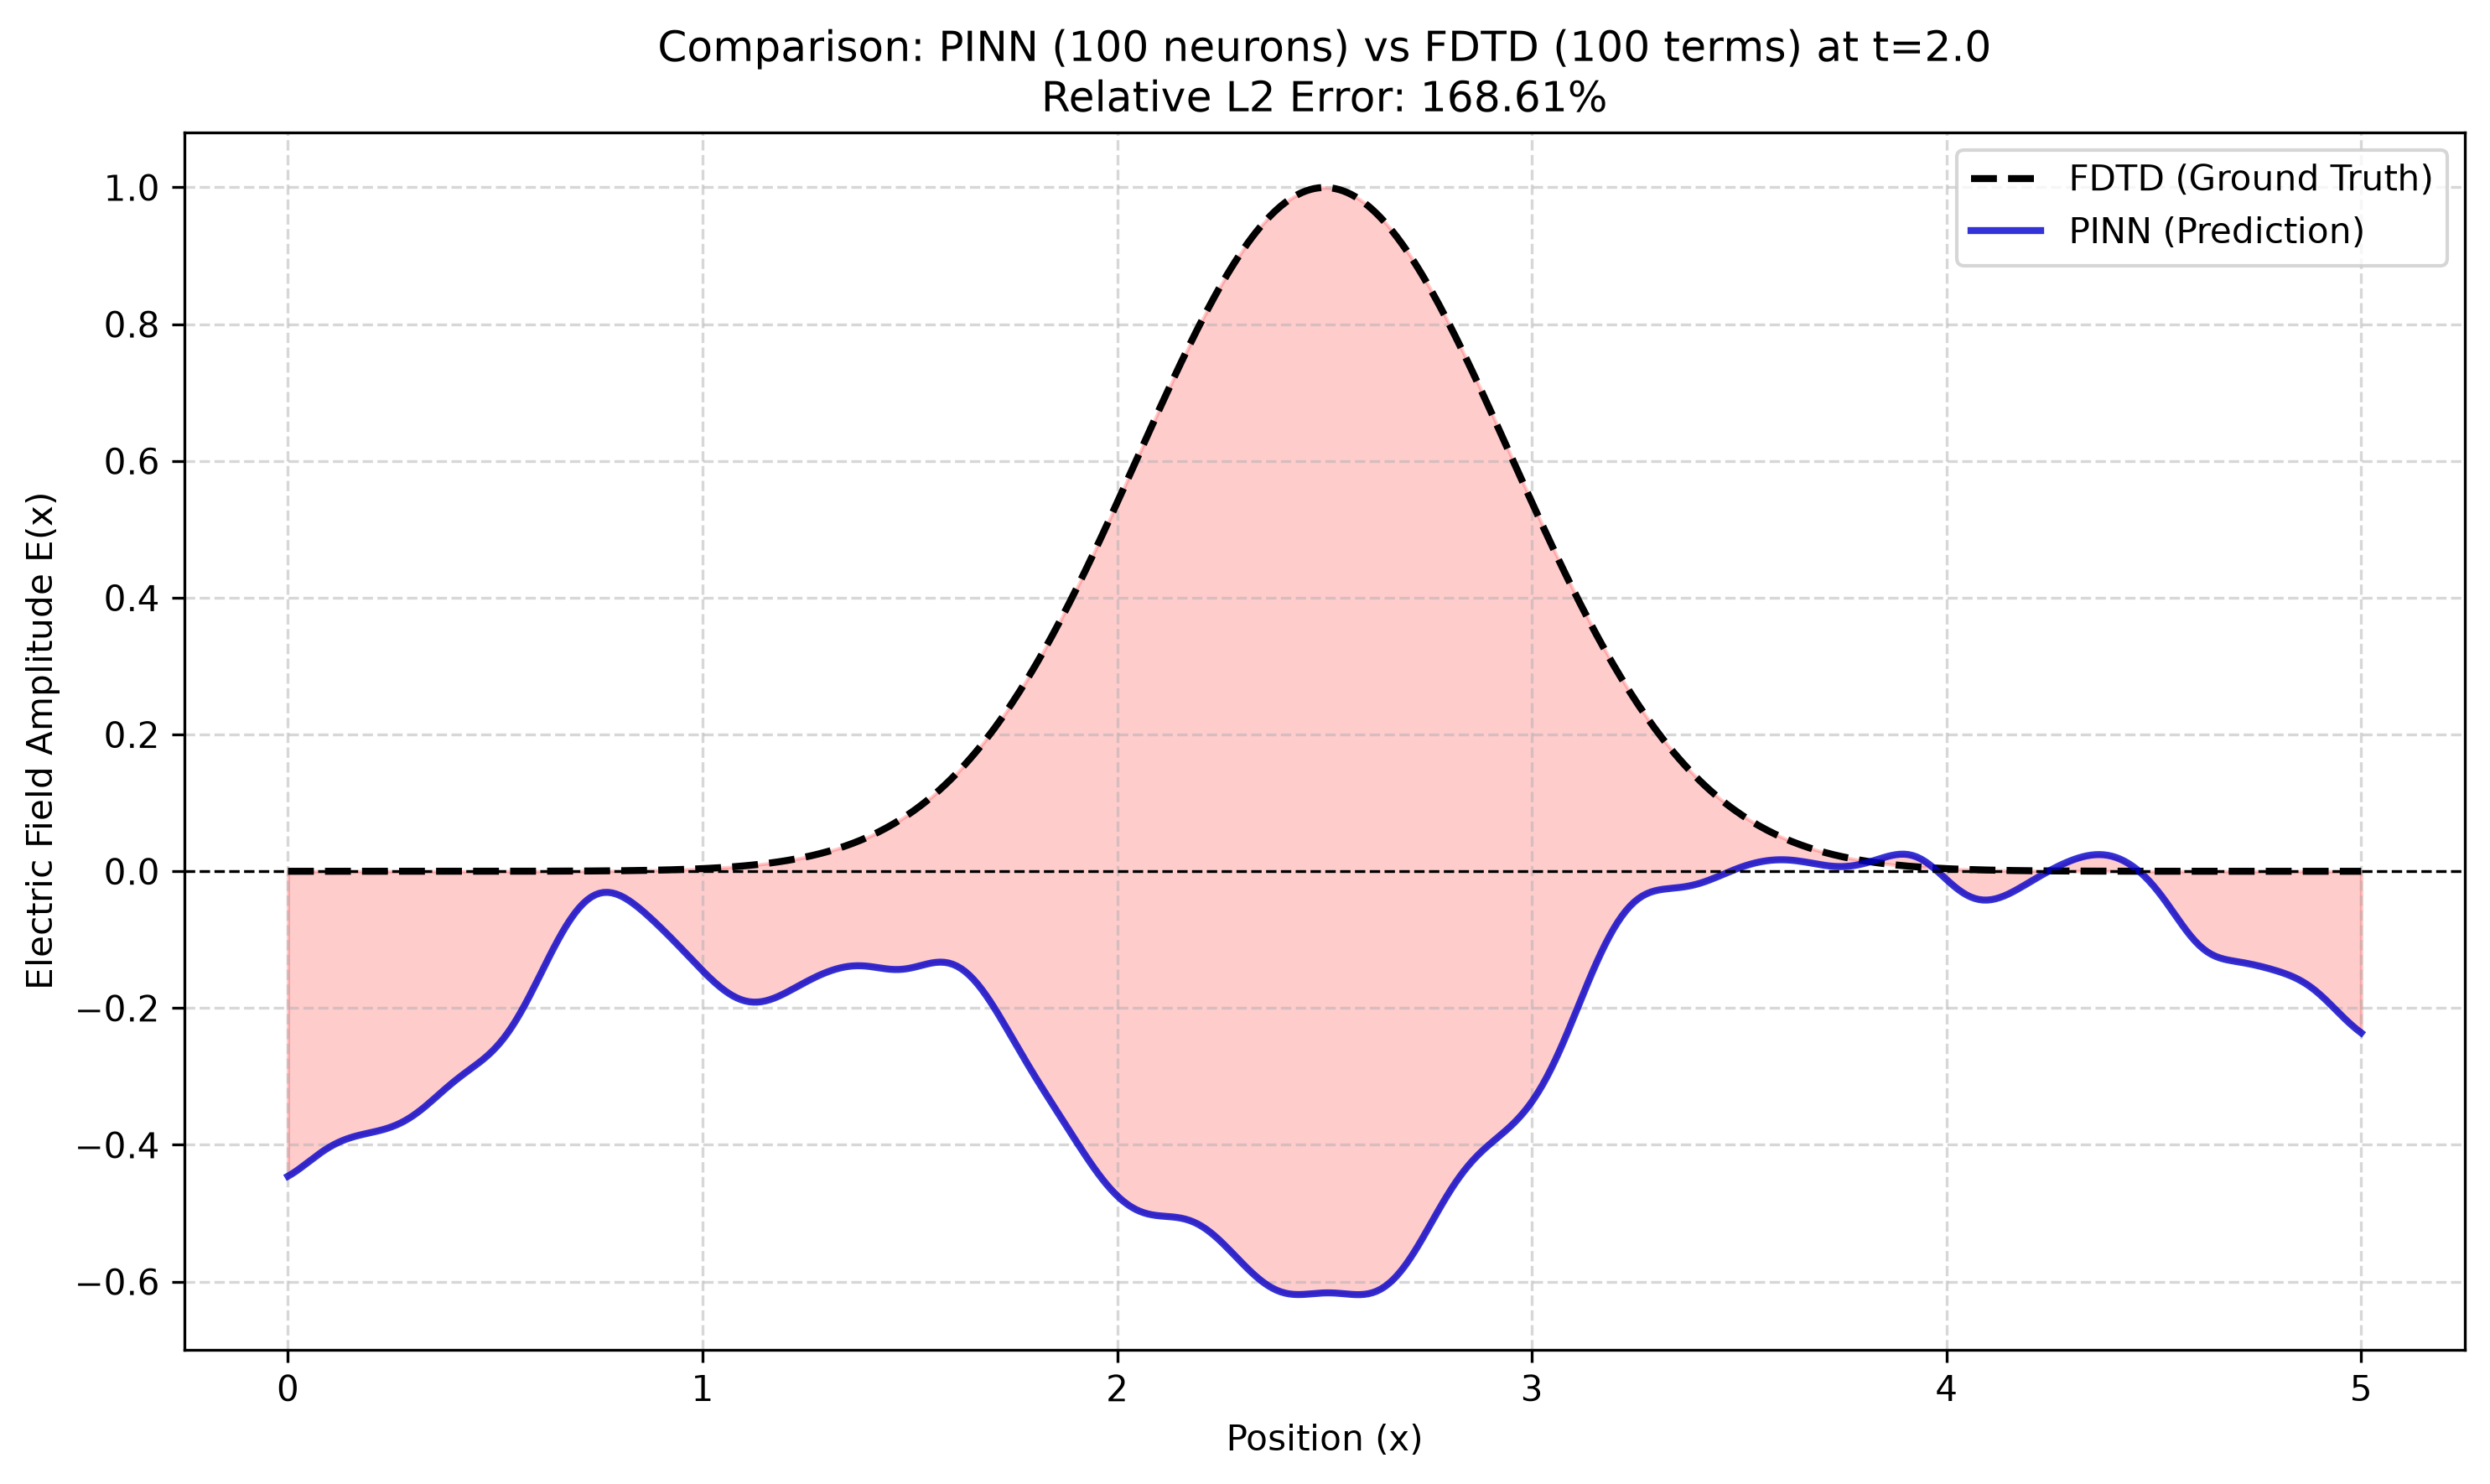 Comparison: PINN (100 neurons) vs FDTD (100 terms) at t=2.0
Relative L2 Error: 168.61%
FDTD (Ground Truth)
PINN (Prediction)
Electric Field Amplitude E(x)
1.0
0.8
0.6
0.4
0.2
0.0
−0.2
−0.4
−0.6
0 1 2 3 4 5
Position (x)